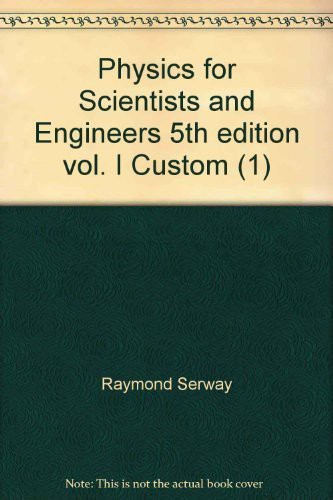 Physics for
Scientists and
Engineers 5th edition
vol. I Custom (1)
Raymond Serway
Note: This is not the actual book cover